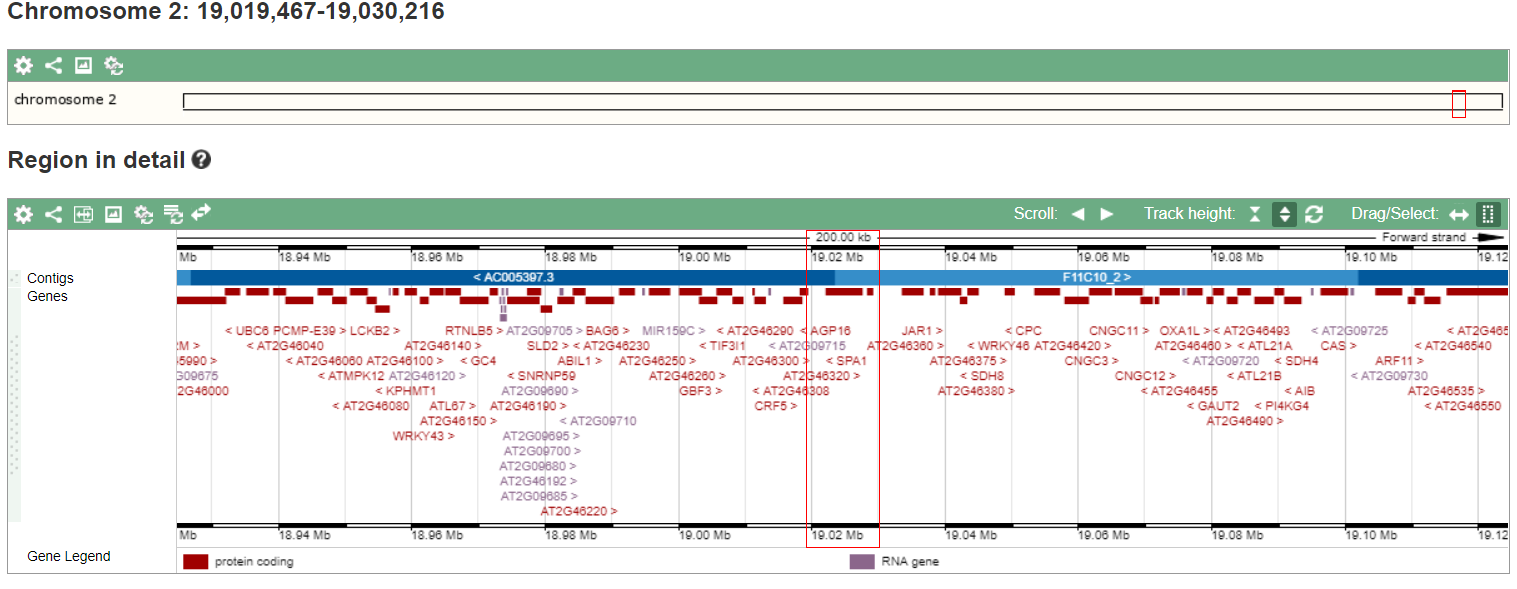 Chromosome 2: 19,019,467-19,030,216
chromosome 2
Region in detail ?
Scroll: Track height: Drag/Select:
200.00 kb Forward strand
Mb 18.94 Mb 18.96 Mb 18.98 Mb 19.00 Mb 19.02 Mb 19.04 Mb 19.06 Mb 19.08 Mb 19.10 Mb 19.12
Contigs < AC005397.3 F11C10_2 >
Genes
< UBC6 PCMP-E39 > LCKB2 > RTNLB5 > AT2G09705 > BAG6 > MIR159C > < AT2G46290 > AGP16 JAR1 > < CPC CNGC11 > OXA1L > < AT2G46493 < AT2G09725 < AT2G465
:M > < AT2G46040 AT2G46140 > SLD2 > < AT2G46230 < TIF3I1 < AT2G09715 AT2G46360 > < WRKY46 AT2G46420 > AT2G46460 > < ATL21A CAS > < AT2G46540
i5990 > < AT2G46060 AT2G46100 > < GC4 ABIL1 > AT2G46250 > AT2G46300 > < SPA1 AT2G46375 > CNGC3 > < AT2G09720 < SDH4 ARF11 >
G09675 < ATMPK12 AT2G46120 > < SNRNP59 AT2G46260 > AT2G46320 > < SDH8 CNGC12 > < ATL21B < AT2G09730
2G46000 < KPHMT1 AT2G09690 > GBF3 > < AT2G46308 AT2G46380 > < AT2G46455 < AIB AT2G46535 >
< AT2G46080 ATL67 > AT2G46190 > CRF5 > < GAUT2 < PI4KG4 < AT2G46550
AT2G46150 > < AT2G09710 AT2G46490 >
WRKY43 > AT2G09695 >
AT2G09700 >
AT2G09680 >
AT2G46192 >
AT2G09685 >
AT2G46220 >
Mb 18.94 Mb 18.96 Mb 18.98 Mb 19.00 Mb 19.02 Mb 19.04 Mb 19.06 Mb 19.08 Mb 19.10 Mb 19.12
Gene Legend protein coding RNA gene